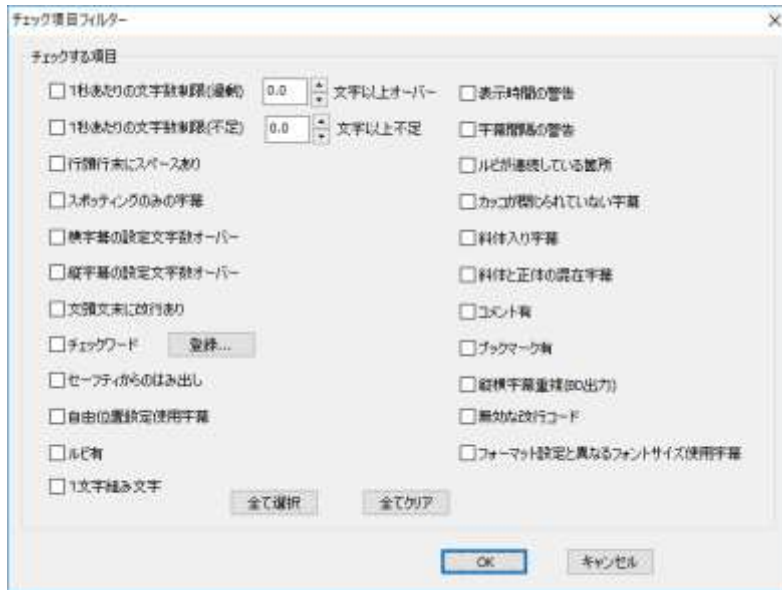 チェック項目フィルター
チェックする項目
1秒あたりの文字数制限(過剰) 0.0 文字以上オーバー
1秒あたりの文字数制限(不足) 0.0 文字以上不足
行頭行末にスペースあり
スポッティングのみの字幕
横字幕の設定文字数オーバー
縦字幕の設定文字数オーバー
文頭文末に改行あり
チェックワード 登録...
セーフティからのはみ出し
自由位置設定使用字幕
ルビ有
1文字組み文字
表示時間の警告
字幕間隔の警告
ルビが連続している箇所
カッコが閉じられていない字幕
斜体入り字幕
斜体と正体の混在字幕
コメント有
ブックマーク有
縦横字幕重複(BD出力)
無効な改行コード
フォーマット設定と異なるフォントサイズ使用字幕
全て選択 全てクリア
OK キャンセル